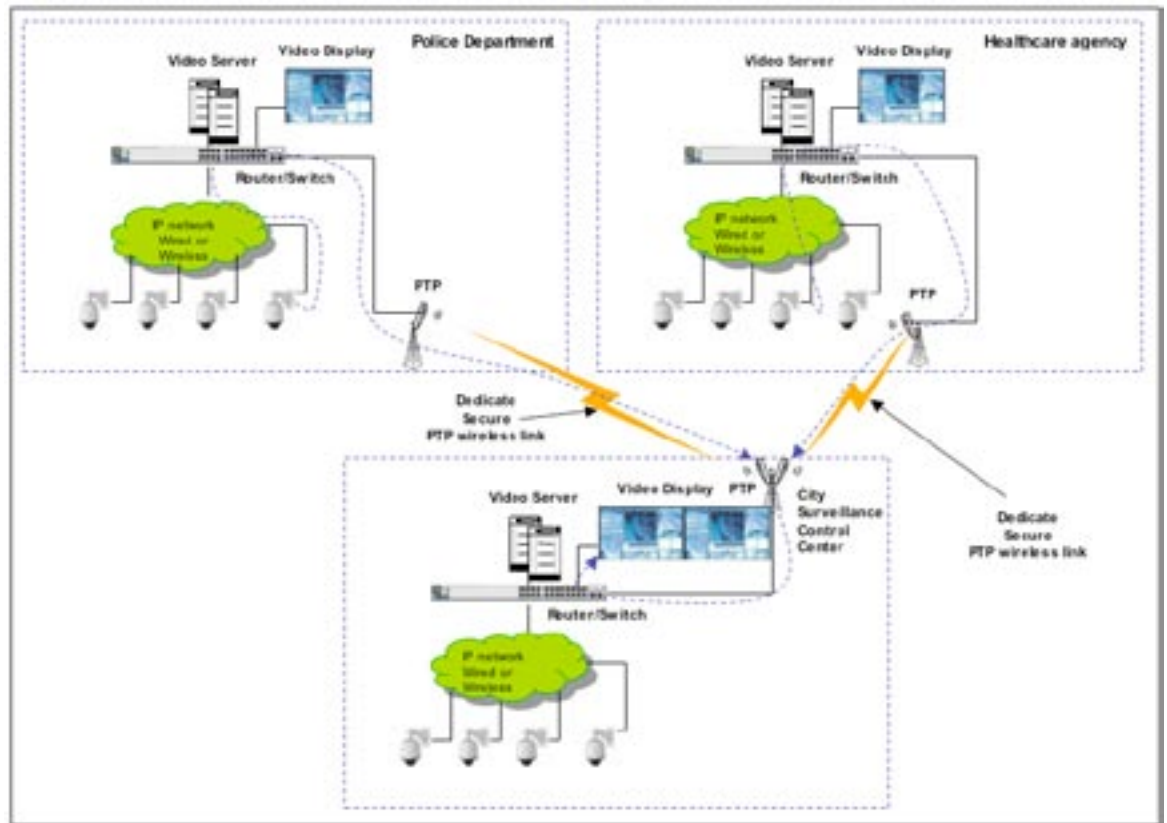 Police Department
Video Server
Video Display
Router/Switch
IP network
Wired or
Wireless
PTP
Healthcare agency
Video Server
Video Display
Router/Switch
IP network
Wired or
Wireless
PTP
Dedicate
Secure
PTP wireless link
Dedicate
Secure
PTP wireless link
Video Server
Video Display
PTP
City
Surveillance
Control
Center
Router/Switch
IP network
Wired or
Wireless